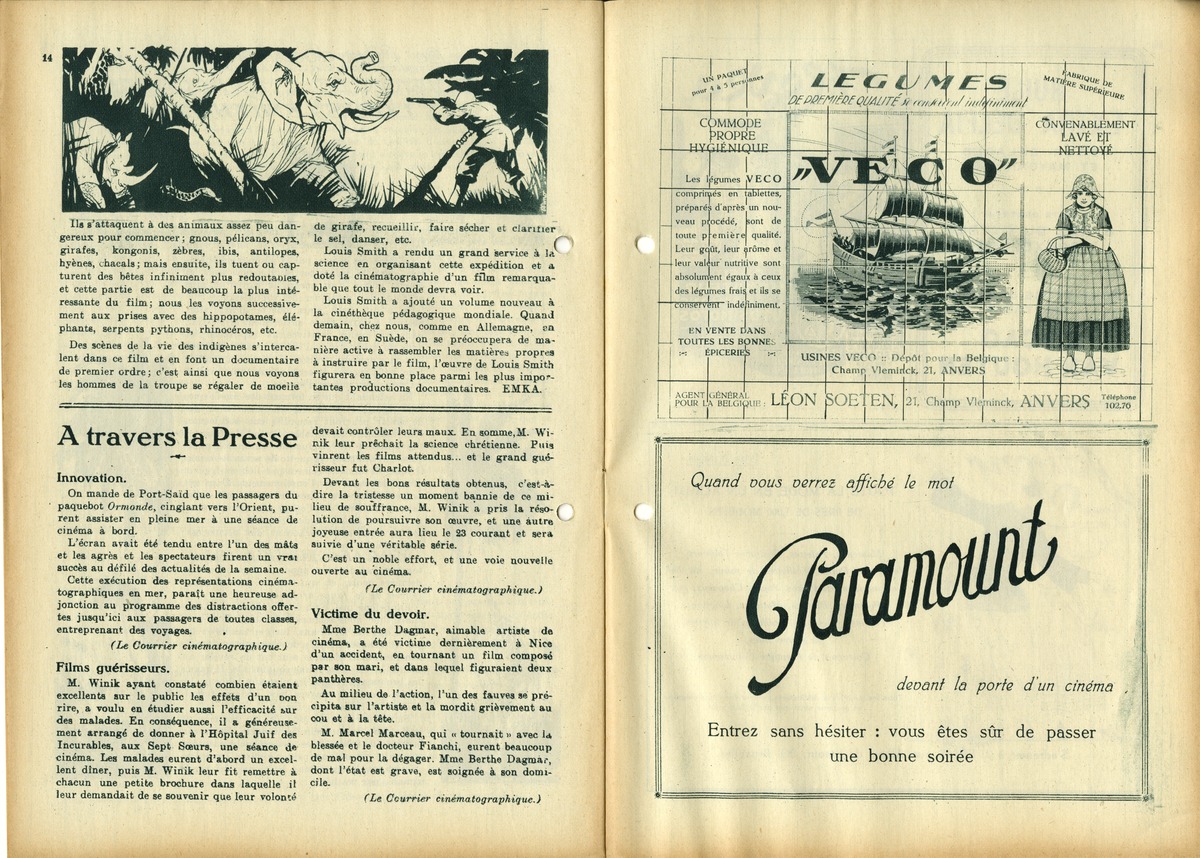 14
Ils s'attaquent à des animaux assez peu dan-
gereux pour commencer ; gnous, pélicans, oryx,
girafes, kongonis, zèbres, ibis, antilopes,
hyènes, chacals ; mais ensuite, ils tuent ou cap-
turent des bêtes infiniment plus redoutables,
et cette partie est de beaucoup la plus inté-
ressante du film ; nous les voyons successive-
ment aux prises avec des hippopotames, élé-
phants, serpents pythons, rhinocéros, etc.
Des scènes de la vie des indigènes s'interca-
lent dans ce film et en font un documentaire
de premier ordre ; c'est ainsi que nous voyons
les hommes de la troupe se régaler de moelle
de girafe, recueillir, faire sécher et clarifier
le sel, danser, etc.
Louis Smith a rendu un grand service à la
science en organisant cette expédition et a
doté la cinématographie d'un film remarqua-
ble que tout le monde devra voir.
Louis Smith a ajouté un volume nouveau à
la cinéthèque pédagogique mondiale. Quand
demain, chez nous, comme en Allemagne, en
France, en Suède, on se préoccupera de ma-
nière active à rassembler les matières propres
à instruire par le film, l'œuvre de Louis Smith
figurera en bonne place parmi les plus impor-
tantes productions documentaires. EMKA.
A travers la Presse
Innovation.
On mande de Port-Saïd que les passagers du
paquebot Ormonde, cinglant vers l'Orient, pu-
rent assister en pleine mer à une séance de
cinéma à bord.
L'écran avait été tendu entre l'un des mâts
et les agrès et les spectateurs firent un vrai
succès au défilé des actualités de la semaine.
Cette exécution des représentations cinéma-
tographiques en mer, paraît une heureuse ad-
jonction au programme des distractions offer-
tes jusqu'ici aux passagers de toutes classes,
entreprenant des voyages.
(Le Courrier cinématographique.)
Films guérisseurs.
M. Winik ayant constaté combien étaient
excellents sur le public les effets d'un bon
rire, a voulu en étudier aussi l'efficacité sur
des malades. En conséquence, il a généreuse-
ment arrangé de donner à l'Hôpital Juif des
Incurables, aux Sept Sœurs, une séance de
cinéma. Les malades eurent d'abord un excel-
lent dîner, puis M. Winik leur fit remettre à
chacun une petite brochure dans laquelle il
leur demandait de se souvenir que leur volonté
devait contrôler leurs maux. En somme, M. Wi-
nik leur prêchait la science chrétienne. Puis
vinrent les films attendus... et le grand gué-
risseur fut Charlot.
Devant les bons résultats obtenus, c'est-à-
dire la tristesse un moment bannie de ce mi-
lieu de souffrance, M. Winik a pris la réso-
lution de poursuivre son œuvre, et une autre
joyeuse entrée aura lieu le 23 courant et sera
suivie d'une véritable série.
C'est un noble effort, et une voie nouvelle
ouverte au cinéma.
(Le Courrier cinématographique.)
Victime du devoir.
Mme Berthe Dagmar, aimable artiste de
cinéma, a été victime dernièrement à Nice
d'un accident, en tournant un film composé
par son mari, et dans lequel figuraient deux
panthères.
Au milieu de l'action, l'un des fauves se pré-
cipita sur l'artiste et la mordit grièvement au
cou et à la tête.
M. Marcel Marceau, qui « tournait » avec la
blessée et le docteur Fianchi, eurent beaucoup
de mal pour la dégager. Mme Berthe Dagmar,
dont l'état est grave, est soignée à son domi-
cile.
(Le Courrier cinématographique.)
UN PAQUET
pour 4 à 5 personnes
LEGUMES
DE PREMIÈRE QUALITÉ se conservent indéfiniment
FABRIQUE DE
MATIÈRE SUPÉRIEURE
COMMODE
PROPRE
HYGIÉNIQUE
„VECO"
CONVENABLEMENT
LAVÉ ET
NETTOYÉ
Les légumes VECO
comprimés en tablettes,
préparés d'après un nou-
veau procédé, sont de
toute première qualité.
Leur goût, leur arôme et
leur valeur nutritive sont
absolument égaux à ceux
des légumes frais et ils se
conservent indéfiniment.
EN VENTE DANS
TOUTES LES BONNES
ÉPICERIES
USINES VECO :: Dépôt pour la Belgique :
Champ Vleminck, 21, ANVERS
AGENT GÉNÉRAL
POUR LA BELGIQUE : LÉON SOETEN, 21, Champ Vleminck, ANVERS Téléphone
102.70
Quand vous verrez affiché le mot
Paramount
devant la porte d'un cinéma
Entrez sans hésiter : vous êtes sûr de passer
une bonne soirée